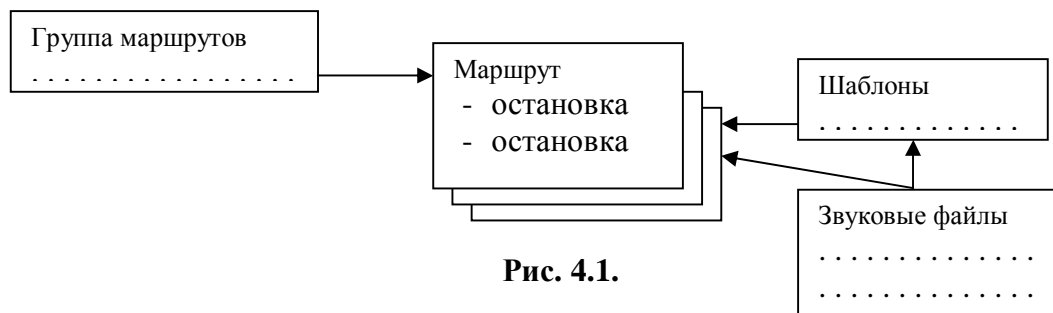 Группа маршрутов
. . . . . . . . . . . . . . . . .
Маршрут
- остановка
- остановка
Шаблоны
. . . . . . . . . . . . .
Звуковые файлы
. . . . . . . . . . . . . .
. . . . . . . . . . . . . .
Рис. 4.1.